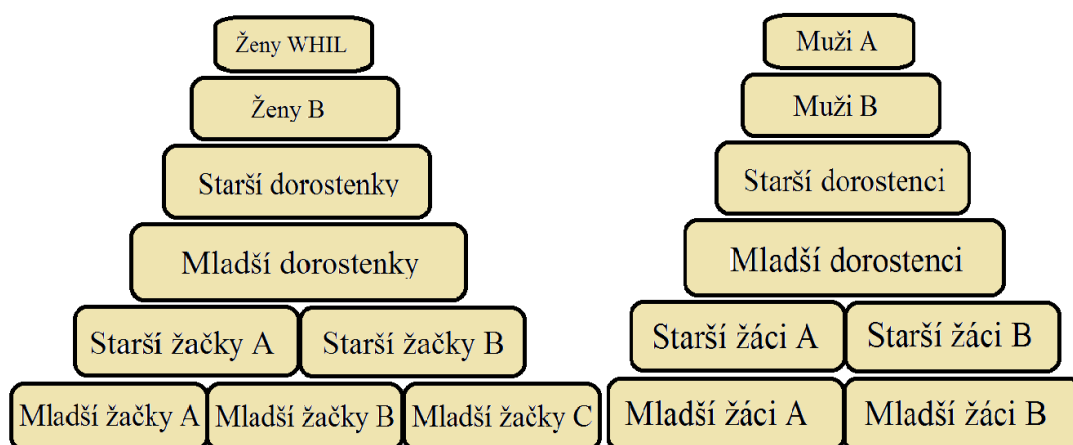 Ženy WHIL
Ženy B
Starší dorostenky
Mladší dorostenky
Starší žačky A
Starší žačky B
Mladší žačky A
Mladší žačky B
Mladší žačky C
Muži A
Muži B
Starší dorostenci
Mladší dorostenci
Starší žáci A
Starší žáci B
Mladší žáci A
Mladší žáci B